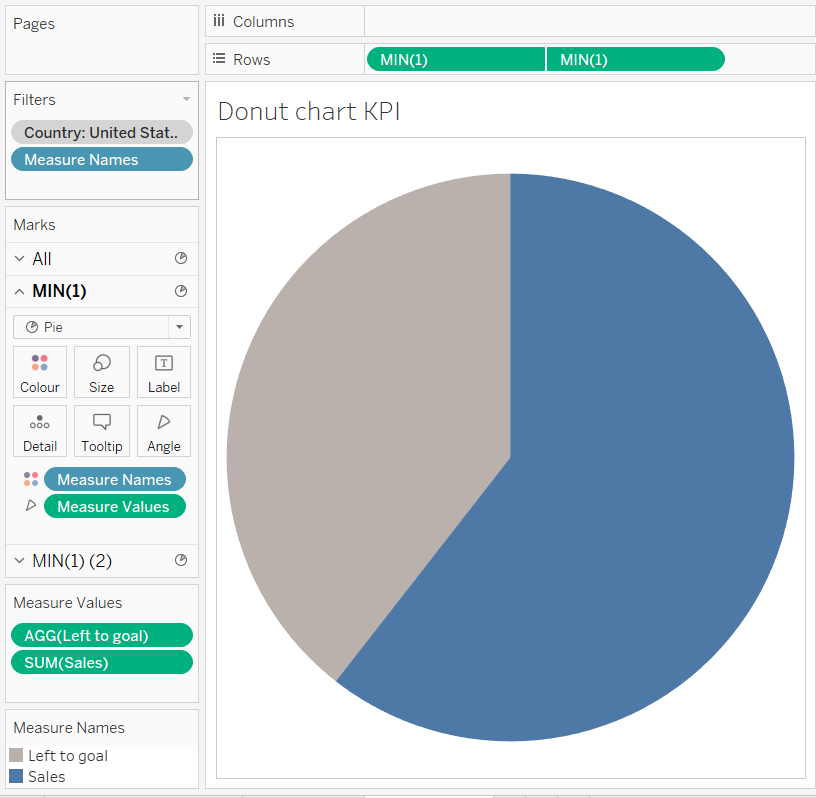 Pages
Columns
Rows
MIN(1) MIN(1)
Filters
Country: United Stat..
Measure Names
Marks
All
MIN(1)
Pie
Colour Size Label
Detail Tooltip Angle
Measure Names
Measure Values
MIN(1) (2)
Measure Values
AGG(Left to goal)
SUM(Sales)
Measure Names
Left to goal
Sales
Donut chart KPI